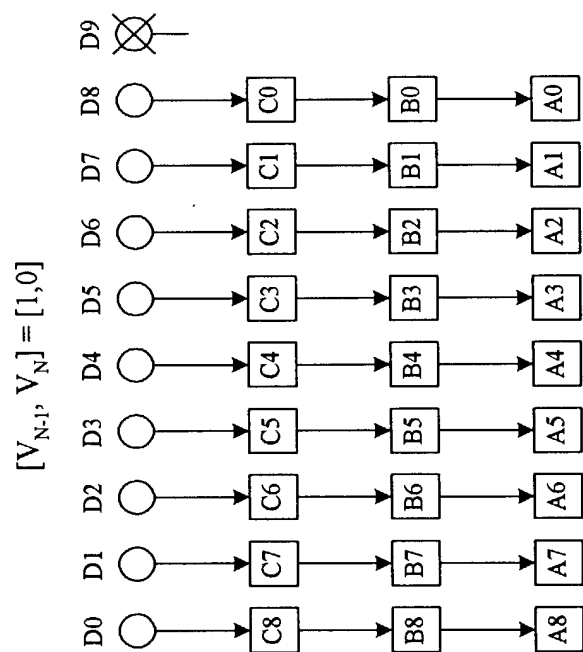 [V_{N-1}, V_N] = [1,0]
D0 D1 D2 D3 D4 D5 D6 D7 D8 D9
C8 C7 C6 C5 C4 C3 C2 C1 C0
B8 B7 B6 B5 B4 B3 B2 B1 B0
A8 A7 A6 A5 A4 A3 A2 A1 A0